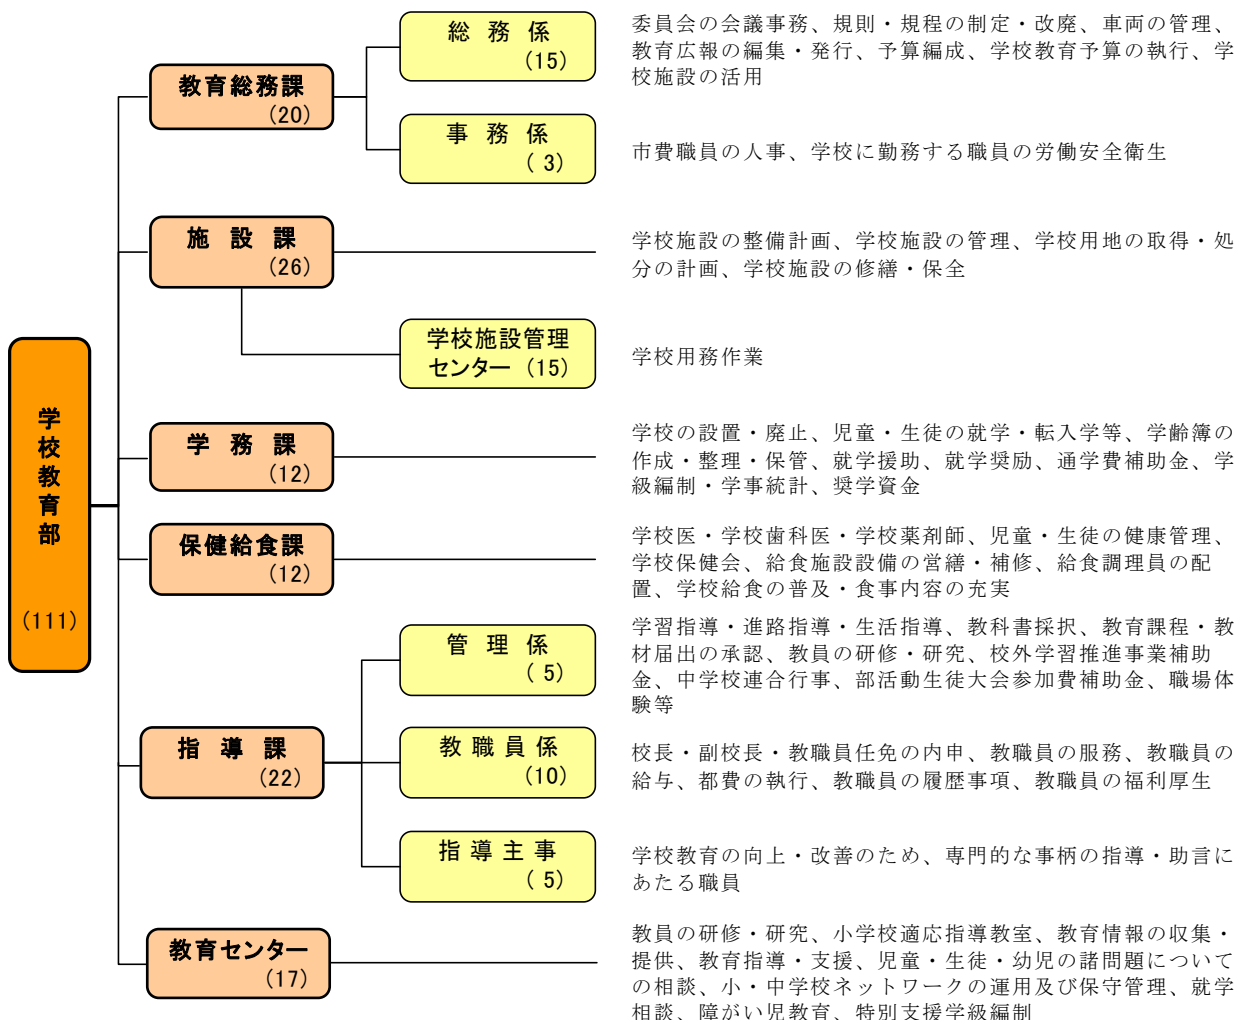 学校教育部
(111)
教育総務課
(20)
総務係
(15)
委員会の会議事務、規則・規程の制定・改廃、車両の管理、
教育広報の編集・発行、予算編成、学校教育予算の執行、学
校施設の活用
事務係
( 3)
市費職員の人事、学校に勤務する職員の労働安全衛生
施設課
(26)
学校施設の整備計画、学校施設の管理、学校用地の取得・処
分の計画、学校施設の修繕・保全
学校施設管理
センター (15)
学校用務作業
学務課
(12)
学校の設置・廃止、児童・生徒の就学・転入学等、学齢簿の
作成・整理・保管、就学援助、就学奨励、通学費補助金、学
級編制・学事統計、奨学資金
保健給食課
(12)
学校医・学校歯科医・学校薬剤師、児童・生徒の健康管理、
学校保健会、給食施設設備の営繕・補修、給食調理員の配
置、学校給食の普及・食事内容の充実
指導課
(22)
管理係
( 5)
学習指導・進路指導・生活指導、教科書採択、教育課程・教
材届出の承認、教員の研修・研究、校外学習推進事業補助
金、中学校連合行事、部活動生徒大会参加費補助金、職場体
験等
教職員係
(10)
校長・副校長・教職員任免の内申、教職員の服務、教職員の
給与、都費の執行、教職員の履歴事項、教職員の福利厚生
指導主事
( 5)
学校教育の向上・改善のため、専門的な事柄の指導・助言に
あたる職員
教育センター
(17)
教員の研修・研究、小学校適応指導教室、教育情報の収集・
提供、教育指導・支援、児童・生徒・幼児の諸問題について
の相談、小・中学校ネットワークの運用及び保守管理、就学
相談、障がい児教育、特別支援学級編制